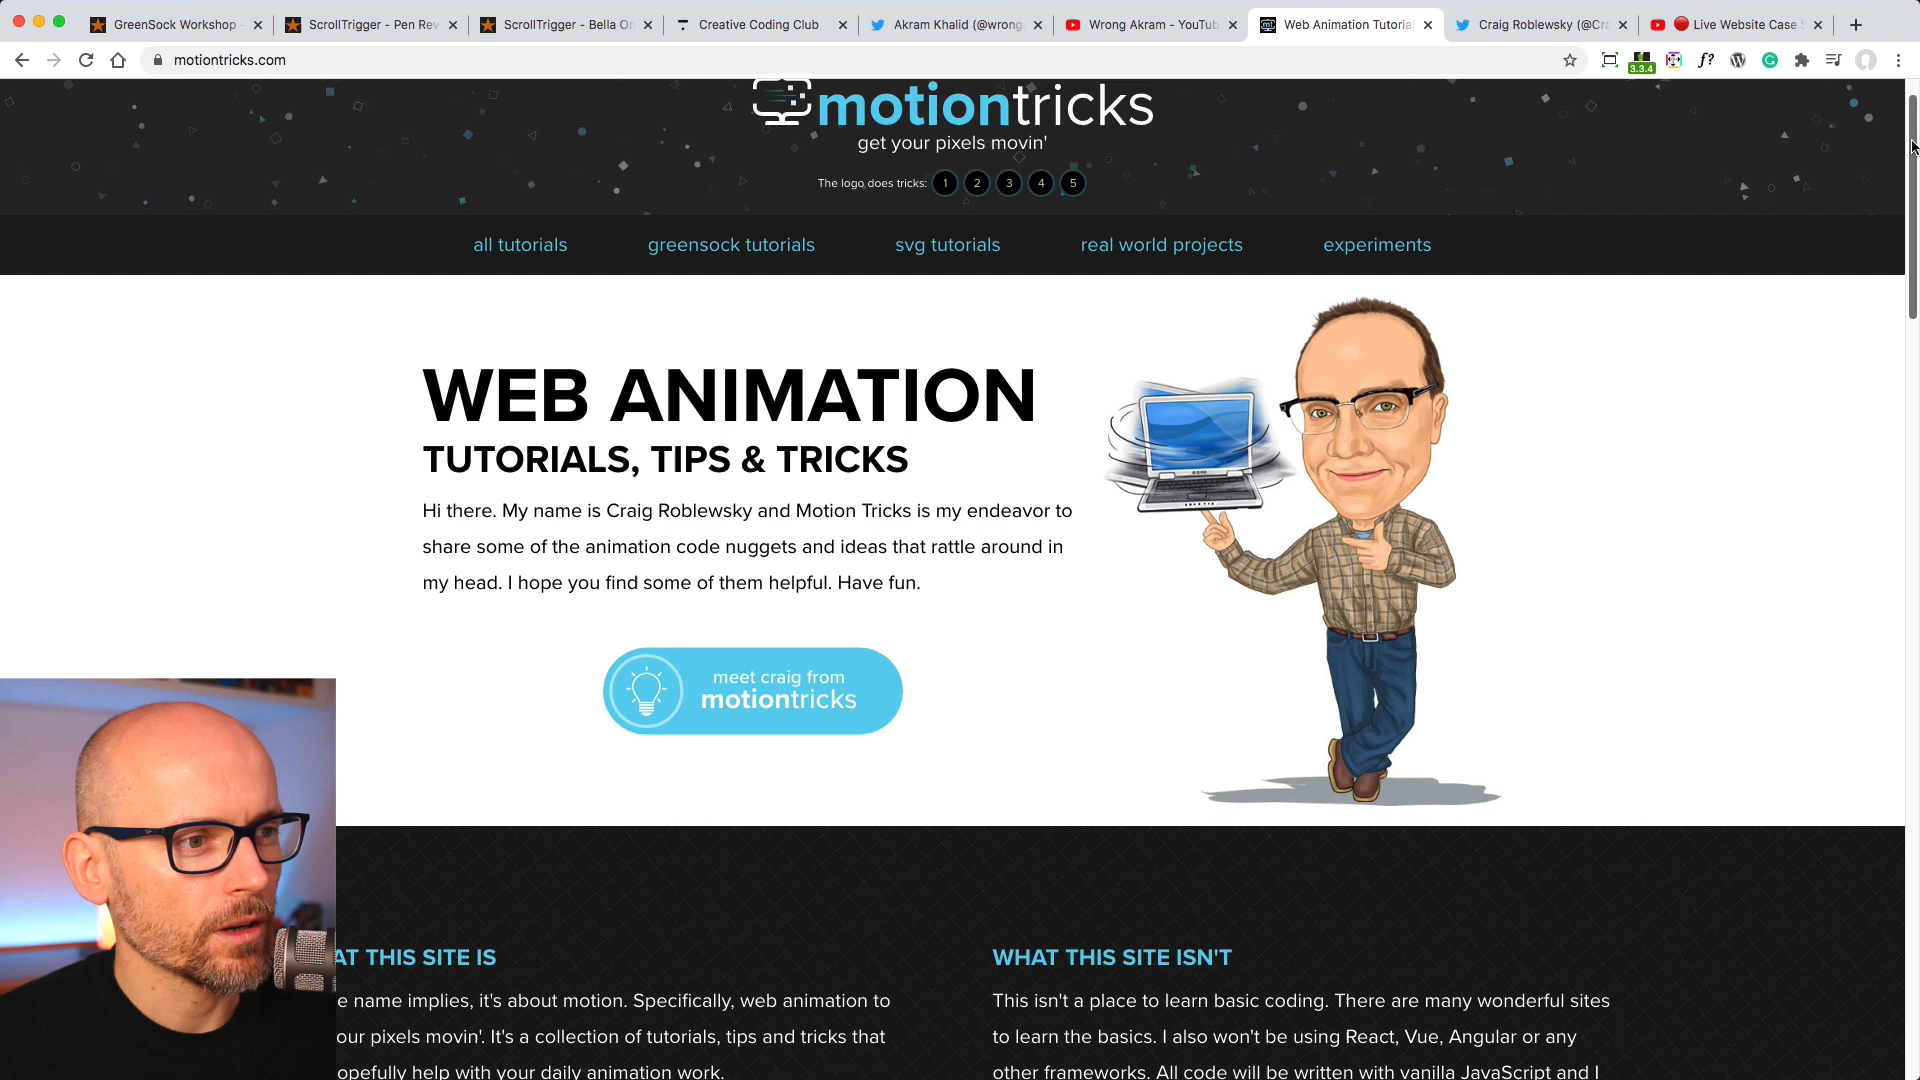 GreenSock Workshop -
ScrollTrigger - Pen Rev
ScrollTrigger - Bella On
Creative Coding Club
Akram Khalid (@wrong
Wrong Akram - YouTub
Web Animation Tutorial
Craig Roblewsky (@Cra
Live Website Case S
motiontricks.com
3.3.4
f?
motiontricks
get your pixels movin'
The logo does tricks: 1 2 3 4 5
all tutorials
greensock tutorials
svg tutorials
real world projects
experiments
WEB ANIMATION
TUTORIALS, TIPS & TRICKS
Hi there. My name is Craig Roblewsky and Motion Tricks is my endeavor to
share some of the animation code nuggets and ideas that rattle around in
my head. I hope you find some of them helpful. Have fun.
meet craig from
motiontricks
AT THIS SITE IS
e name implies, it's about motion. Specifically, web animation to
our pixels movin'. It's a collection of tutorials, tips and tricks that
opefully help with your daily animation work.
WHAT THIS SITE ISN'T
This isn't a place to learn basic coding. There are many wonderful sites
to learn the basics. I also won't be using React, Vue, Angular or any
other frameworks. All code will be written with vanilla JavaScript and I